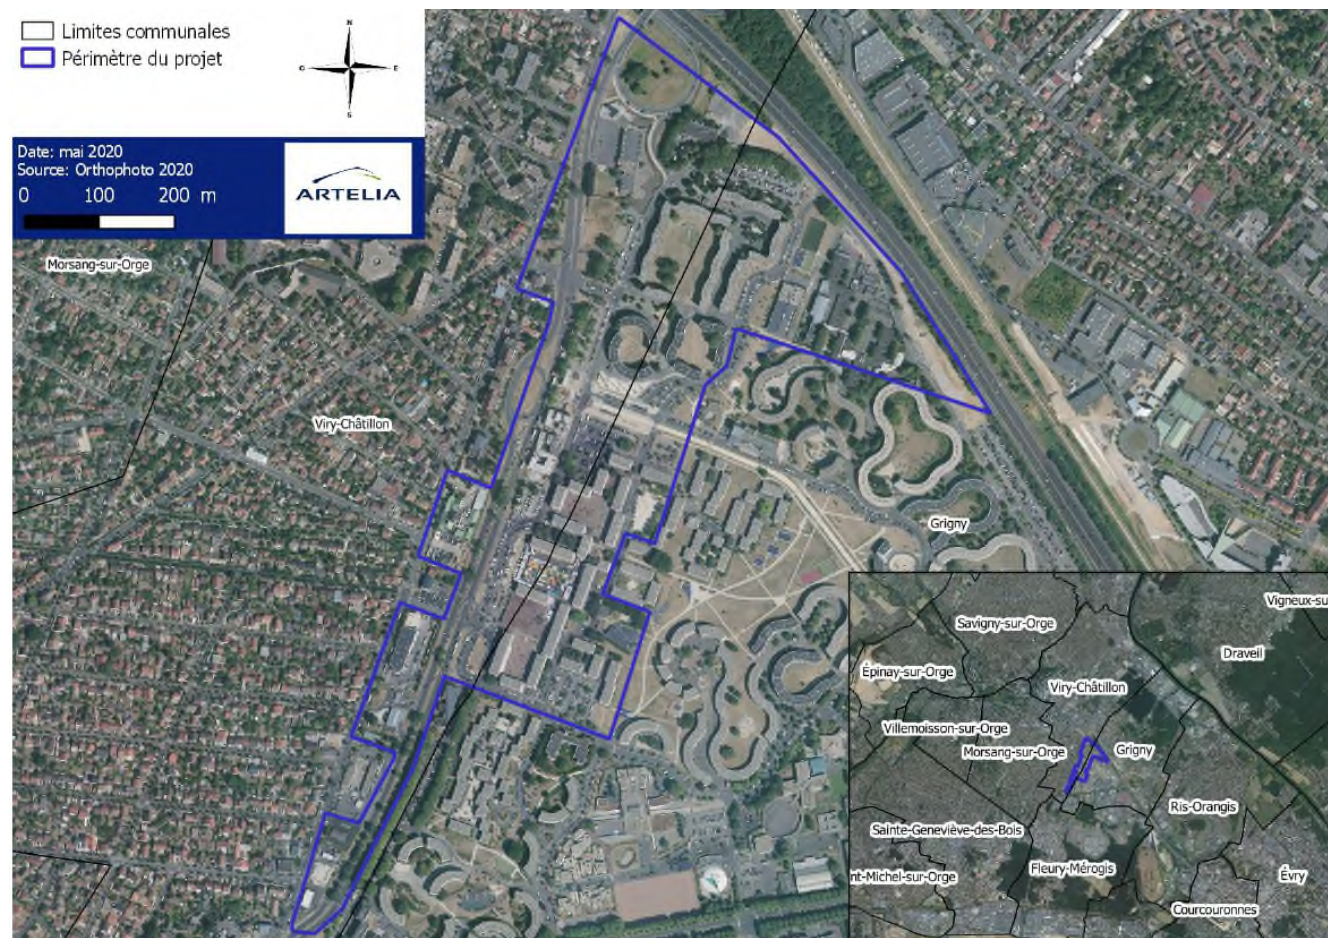 Limites communales
Périmètre du projet
N
O
E
S
Date: mai 2020
Source: Orthophoto 2020
0 100 200 m
ARTELIA
Morsang-sur-Orge
Viry-Châtillon
Grigny
Vigneux-su
Savigny-sur-Orge
Draveil
Épinay-sur-Orge
Viry-Châtillon
Villemoisson-sur-Orge
Morsang-sur-Orge
Grigny
Ris-Orangis
Sainte-Geneviève-des-Bois
Fleury-Mérogis
nt-Michel-sur-Orge
Évry
Courcouronnes